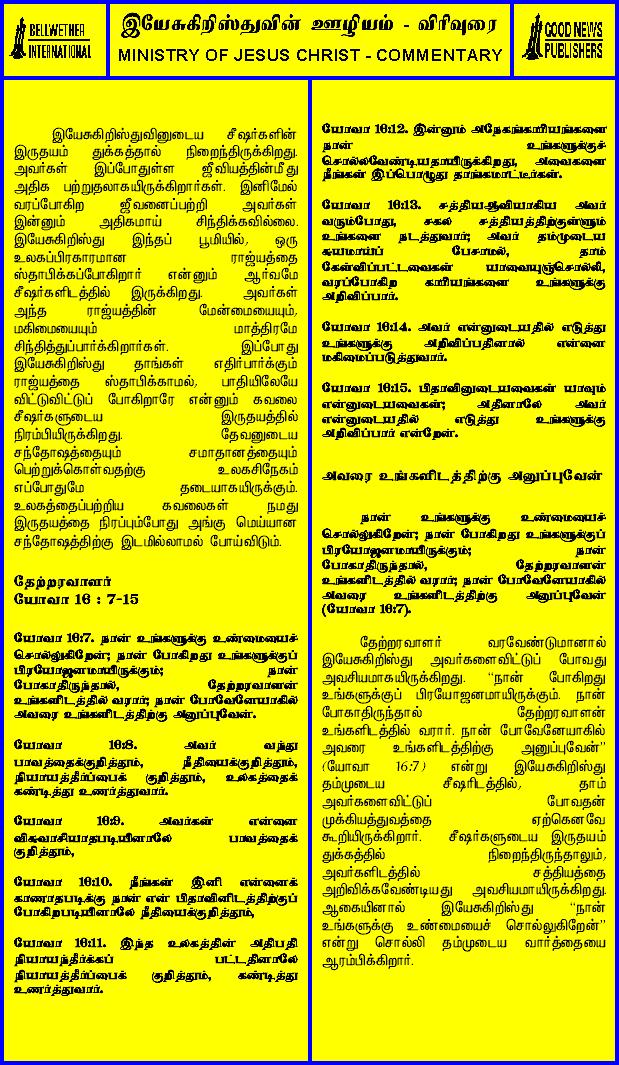 BELLWETHER
INTERNATIONAL
இயேசுகிறிஸ்துவின் ஊழியம் - விரிவுரை
MINISTRY OF JESUS CHRIST - COMMENTARY
GOOD NEWS
PUBLISHERS
இயேசுகிறிஸ்துவினுடைய சீஷர்களின்
இருதயம் துக்கத்தால் நிறைந்திருக்கிறது.
அவர்கள் இப்போதுள்ள ஜீவியத்தின்மீது
அதிக பற்றுதலாகயிருக்கிறார்கள். இனிமேல்
வரப்போகிற ஜீவனைப்பற்றி அவர்கள்
இன்னும் அதிகமாய் சிந்திக்கவில்லை.
இயேசுகிறிஸ்து இந்தப் பூமியில், ஒரு
உலகப்பிரகாரமான ராஜ்யத்தை
ஸ்தாபிக்கப்போகிறார் என்னும் ஆர்வமே
சீஷர்களிடத்தில் இருக்கிறது. அவர்கள்
அந்த ராஜ்யத்தின் மேன்மையையும்,
மகிமையையும் மாத்திரமே
சிந்தித்துப்பார்க்கிறார்கள். இப்போது
இயேசுகிறிஸ்து தாங்கள் எதிர்பார்க்கும்
ராஜ்யத்தை ஸ்தாபிக்காமல், பாதியிலேயே
விட்டுவிட்டுப் போகிறாரே என்னும் கவலை
சீஷர்களுடைய இருதயத்தில்
நிரம்பியிருக்கிறது. தேவனுடைய
சந்தோஷத்தையும் சமாதானத்தையும்
பெற்றுக்கொள்வதற்கு உலகசிநேகம்
எப்போதுமே தடையாகயிருக்கும்.
உலகத்தைப்பற்றிய கவலைகள் நமது
இருதயத்தை நிரப்பும்போது அங்கு மெய்யான
சந்தோஷத்திற்கு இடமில்லாமல் போய்விடும்.
தேற்றரவாளர்
யோவா 16 : 7-15
யோவா 16:7. நான் உங்களுக்கு உண்மையைச்
சொல்லுகிறேன்; நான் போகிறது உங்களுக்குப்
பிரயோஜனமாயிருக்கும்; நான்
போகாதிருந்தால், தேற்றரவாளன்
உங்களிடத்தில் வரார்; நான் போவேனேயாகில்
அவரை உங்களிடத்திற்கு அனுப்புவேன்.
யோவா 16:8. அவர் வந்து
பாவத்தைக்குறித்தும், நீதியைக்குறித்தும்,
நியாயத்தீர்ப்பைக் குறித்தும், உலகத்தைக்
கண்டித்து உணர்த்துவார்.
யோவா 16:9. அவர்கள் என்னை
விசுவாசியாதபடியினாலே பாவத்தைக்
குறித்தும்,
யோவா 16:10. நீங்கள் இனி என்னைக்
காணாதபடிக்கு நான் என் பிதாவினிடத்திற்குப்
போகிறபடியினாலே நீதியைக்குறித்தும்,
யோவா 16:11. இந்த உலகத்தின் அதிபதி
நியாயந்தீர்க்கப் பட்டதினாலே
நியாயத்தீர்ப்பைக் குறித்தும், கண்டித்து
உணர்த்துவார்.
யோவா 16:12. இன்னும் அநேகங்காரியங்களை
நான் உங்களுக்குச்
சொல்லவேண்டியதாயிருக்கிறது, அவைகளை
நீங்கள் இப்பொழுது தாங்கமாட்டீர்கள்.
யோவா 16:13. சத்தியஆவியாகிய அவர்
வரும்போது, சகல சத்தியத்திற்குள்ளும்
உங்களை நடத்துவார்; அவர் தம்முடைய
சுயமாய்ப் பேசாமல், தாம்
கேள்விப்பட்டவைகள் யாவையுஞ்சொல்லி,
வரப்போகிற காரியங்களை உங்களுக்கு
அறிவிப்பார்.
யோவா 16:14. அவர் என்னுடையதில் எடுத்து
உங்களுக்கு அறிவிப்பதினால் என்னை
மகிமைப்படுத்துவார்.
யோவா 16:15. பிதாவினுடையவைகள் யாவும்
என்னுடையவைகள்; அதினாலே அவர்
என்னுடையதில் எடுத்து உங்களுக்கு
அறிவிப்பார் என்றேன்.
அவரை உங்களிடத்திற்கு அனுப்புவேன்
நான் உங்களுக்கு உண்மையைச்
சொல்லுகிறேன்; நான் போகிறது உங்களுக்குப்
பிரயோஜனமாயிருக்கும்; நான்
போகாதிருந்தால், தேற்றரவாளன்
உங்களிடத்தில் வரார்; நான் போவேனேயாகில்
அவரை உங்களிடத்திற்கு அனுப்புவேன்
(யோவா 16:7).
தேற்றரவாளர் வரவேண்டுமானால்
இயேசுகிறிஸ்து அவர்களைவிட்டுப் போவது
அவசியமாகயிருக்கிறது. "நான் போகிறது
உங்களுக்குப் பிரயோஜனமாயிருக்கும். நான்
போகாதிருந்தால் தேற்றரவாளன்
உங்களிடத்தில் வரார். நான் போவேனேயாகில்
அவரை உங்களிடத்திற்கு அனுப்புவேன்"
(யோவா 16:7) என்று இயேசுகிறிஸ்து
தம்முடைய சீஷரிடத்தில், தாம்
அவர்களைவிட்டுப் போவதன்
முக்கியத்துவத்தை ஏற்கெனவே
கூறியிருக்கிறார். சீஷர்களுடைய இருதயம்
துக்கத்தில் நிறைந்திருந்தாலும்,
அவர்களிடத்தில் சத்தியத்தை
அறிவிக்கவேண்டியது அவசியமாயிருக்கிறது.
ஆகையினால் இயேசுகிறிஸ்து "நான்
உங்களுக்கு உண்மையைச் சொல்லுகிறேன்"
என்று சொல்லி தம்முடைய வார்த்தையை
ஆரம்பிக்கிறார்.